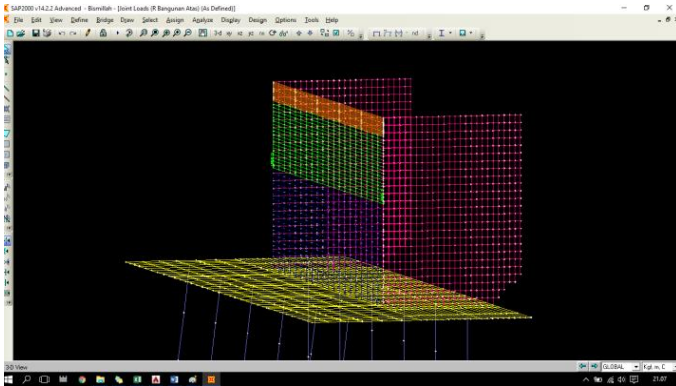 SAP2000 v14.2.2 Advanced - Bismillah - [Joint Loads (R Bangunan Atas) (As Defined)]
File Edit View Define Bridge Draw Select Assign Analyze Display Design Options Tools Help
3-D View
GLOBAL
Kgf, m, C
21.07